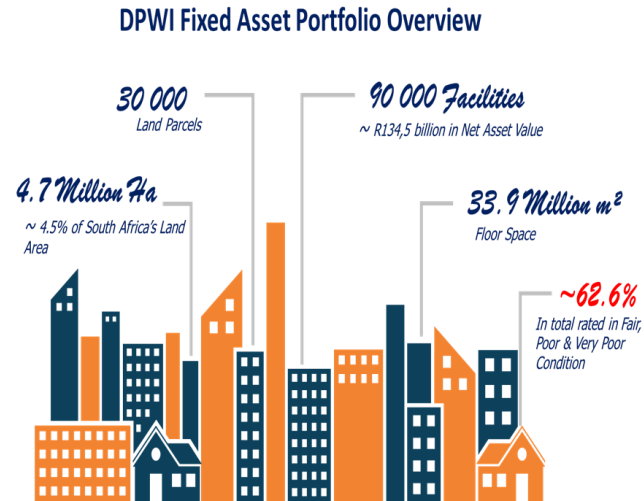 DPWI Fixed Asset Portfolio Overview
30 000
Land Parcels
90 000 Facilities
~ R134,5 billion in Net Asset Value
4.7 Million Ha
~ 4.5% of South Africa's Land
Area
33.9 Million m²
Floor Space
~62.6%
In total rated in Fair,
Poor & Very Poor
Condition